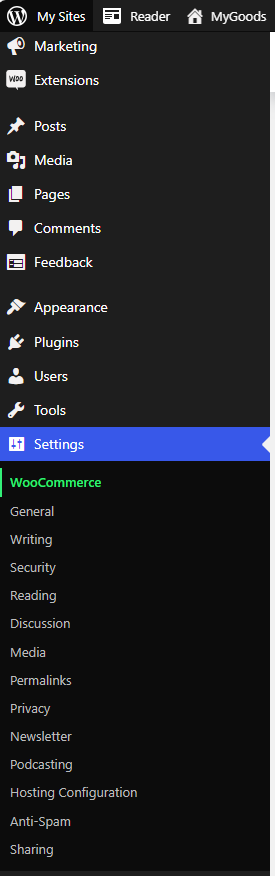 My Sites Reader MyGoods
Marketing
WOO Extensions
Posts
Media
Pages
Comments
Feedback
Appearance
Plugins
Users
Tools
Settings
WooCommerce
General
Writing
Security
Reading
Discussion
Media
Permalinks
Privacy
Newsletter
Podcasting
Hosting Configuration
Anti-Spam
Sharing